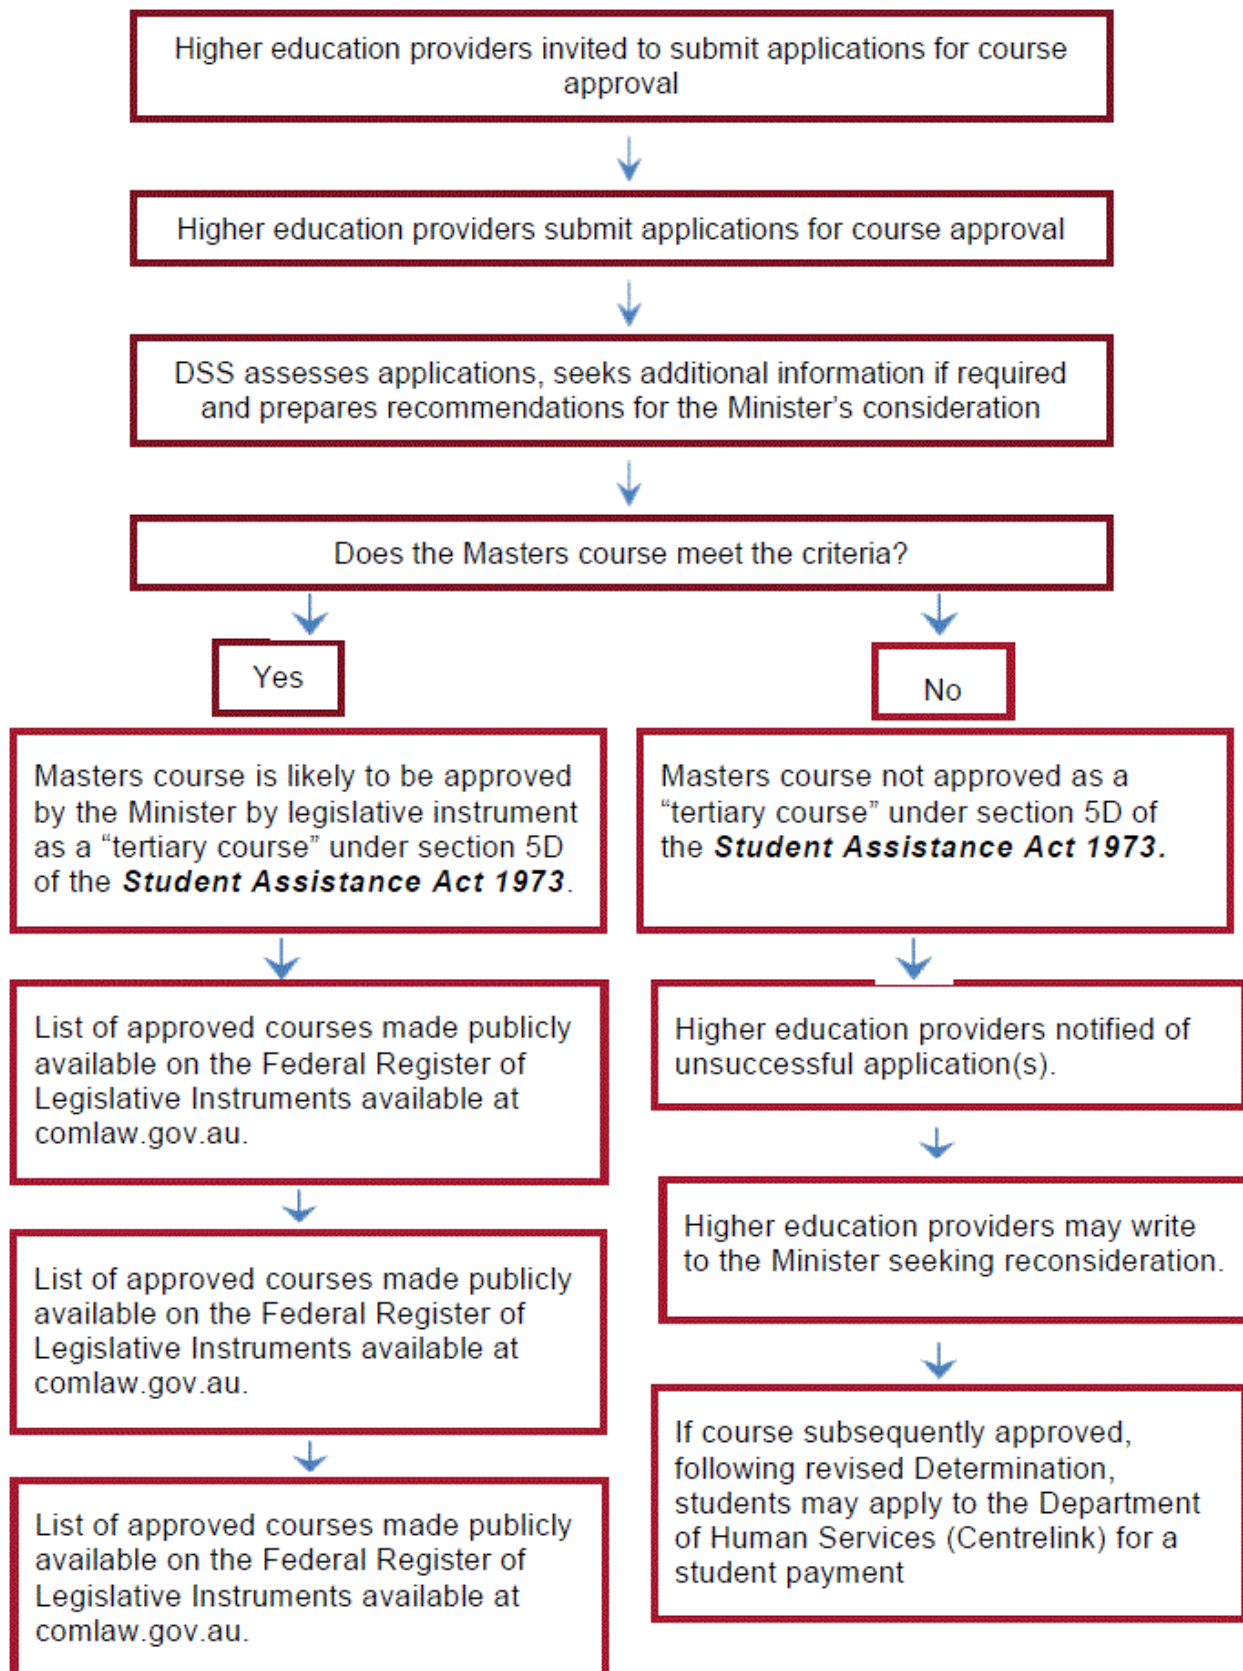 Higher education providers invited to submit applications for course
approval
Higher education providers submit applications for course approval
DSS assesses applications, seeks additional information if required
and prepares recommendations for the Minister's consideration
Does the Masters course meet the criteria?
Yes
No
Masters course is likely to be approved
by the Minister by legislative instrument
as a “tertiary course” under section 5D
of the Student Assistance Act 1973.
Masters course not approved as a
“tertiary course” under section 5D of
the Student Assistance Act 1973.
List of approved courses made publicly
available on the Federal Register of
Legislative Instruments available at
comlaw.gov.au.
Higher education providers notified of
unsuccessful application(s).
List of approved courses made publicly
available on the Federal Register of
Legislative Instruments available at
comlaw.gov.au.
Higher education providers may write
to the Minister seeking reconsideration.
List of approved courses made publicly
available on the Federal Register of
Legislative Instruments available at
comlaw.gov.au.
If course subsequently approved,
following revised Determination,
students may apply to the Department
of Human Services (Centrelink) for a
student payment